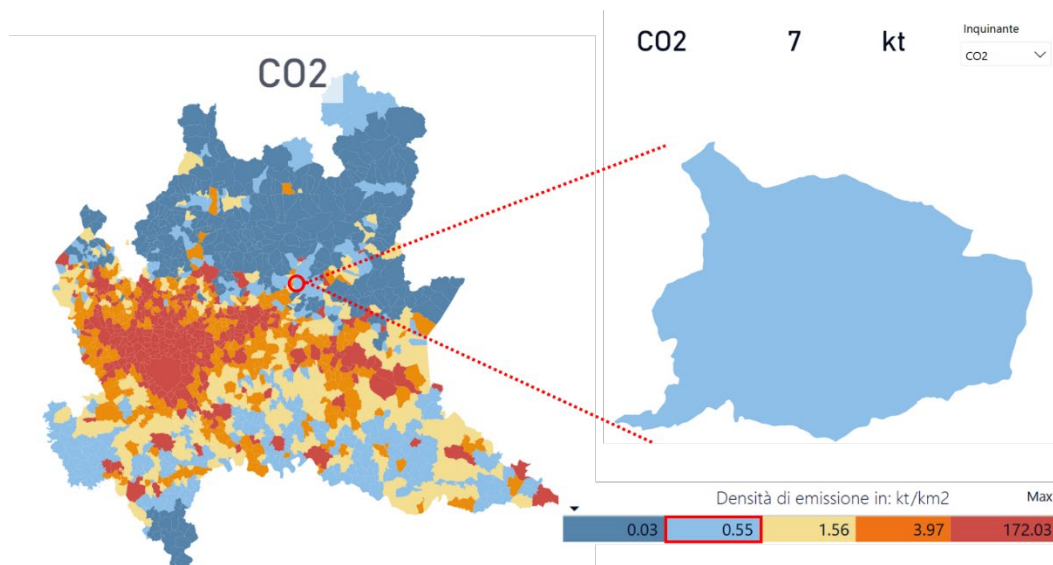 CO2
CO2 7 kt
Inquinante
CO2
Densità di emissione in: kt/km2 Max
0.03 0.55 1.56 3.97 172.03